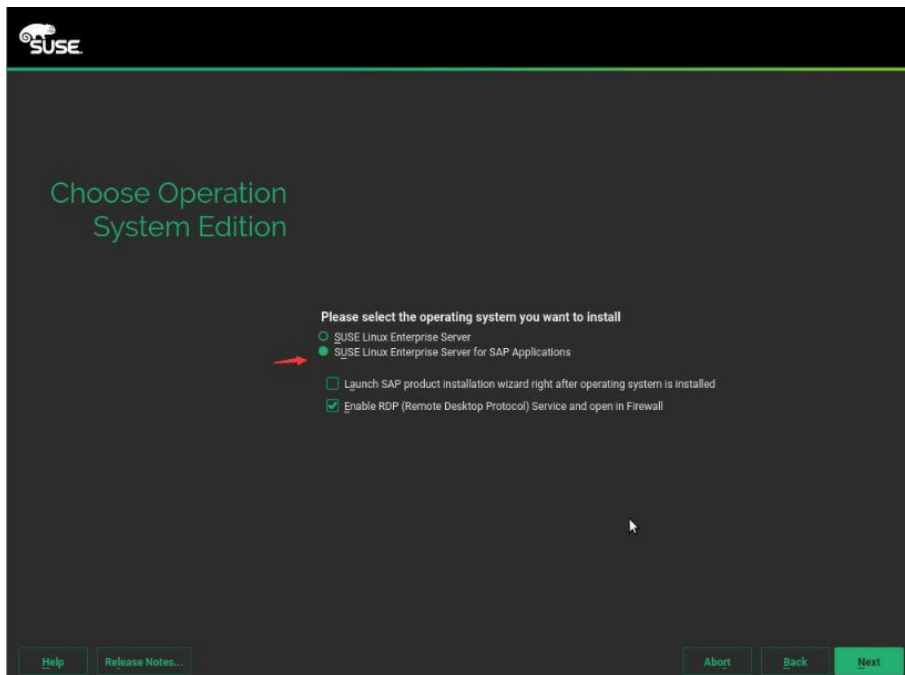 SUSE.
Choose Operation
System Edition
Please select the operating system you want to install
SUSE Linux Enterprise Server
SUSE Linux Enterprise Server for SAP Applications
Launch SAP product installation wizard right after operating system is installed
Enable RDP (Remote Desktop Protocol) Service and open in Firewall
Help Release Notes... Abort Back Next